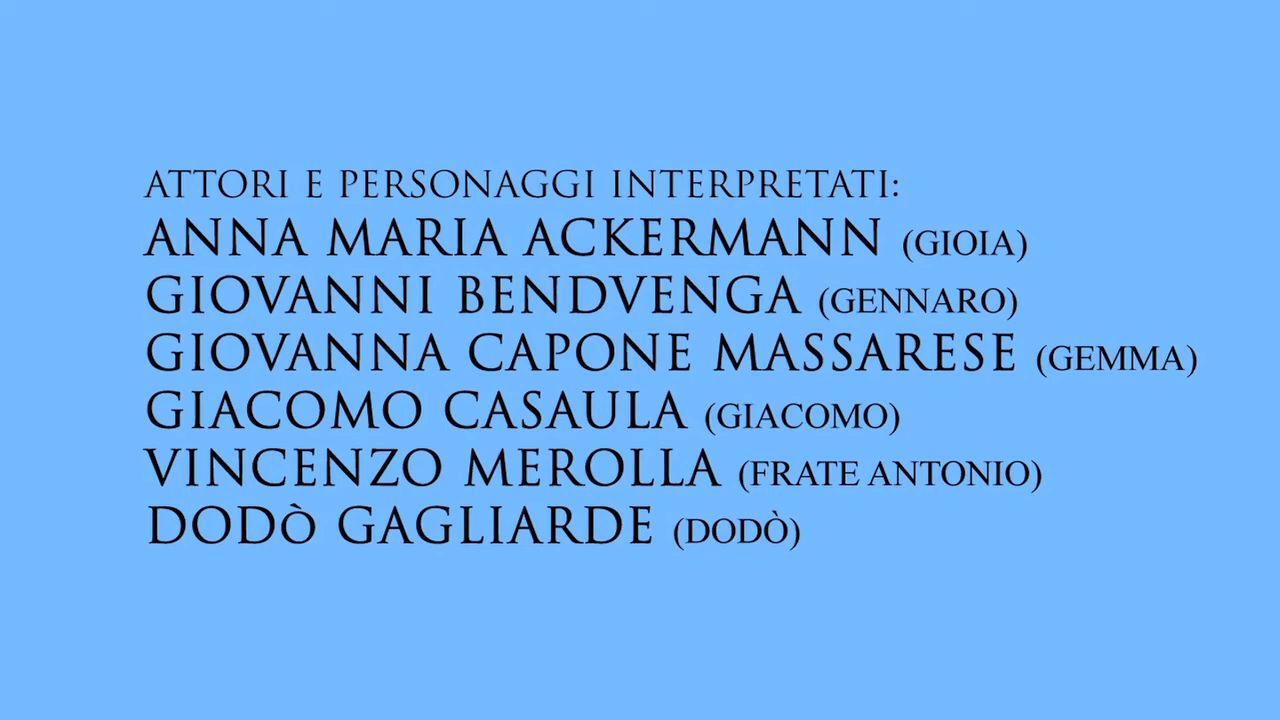 ATTORI E PERSONAGGI INTERPRETATI:
ANNA MARIA ACKERMANN (GIOIA)
GIOVANNI BENDVENGA (GENNARO)
GIOVANNA CAPONE MASSARESE (GEMMA)
GIACOMO CASAULA (GIACOMO)
VINCENZO MEROLLA (FRATE ANTONIO)
DODÒ GAGLIARDE (DODÒ)